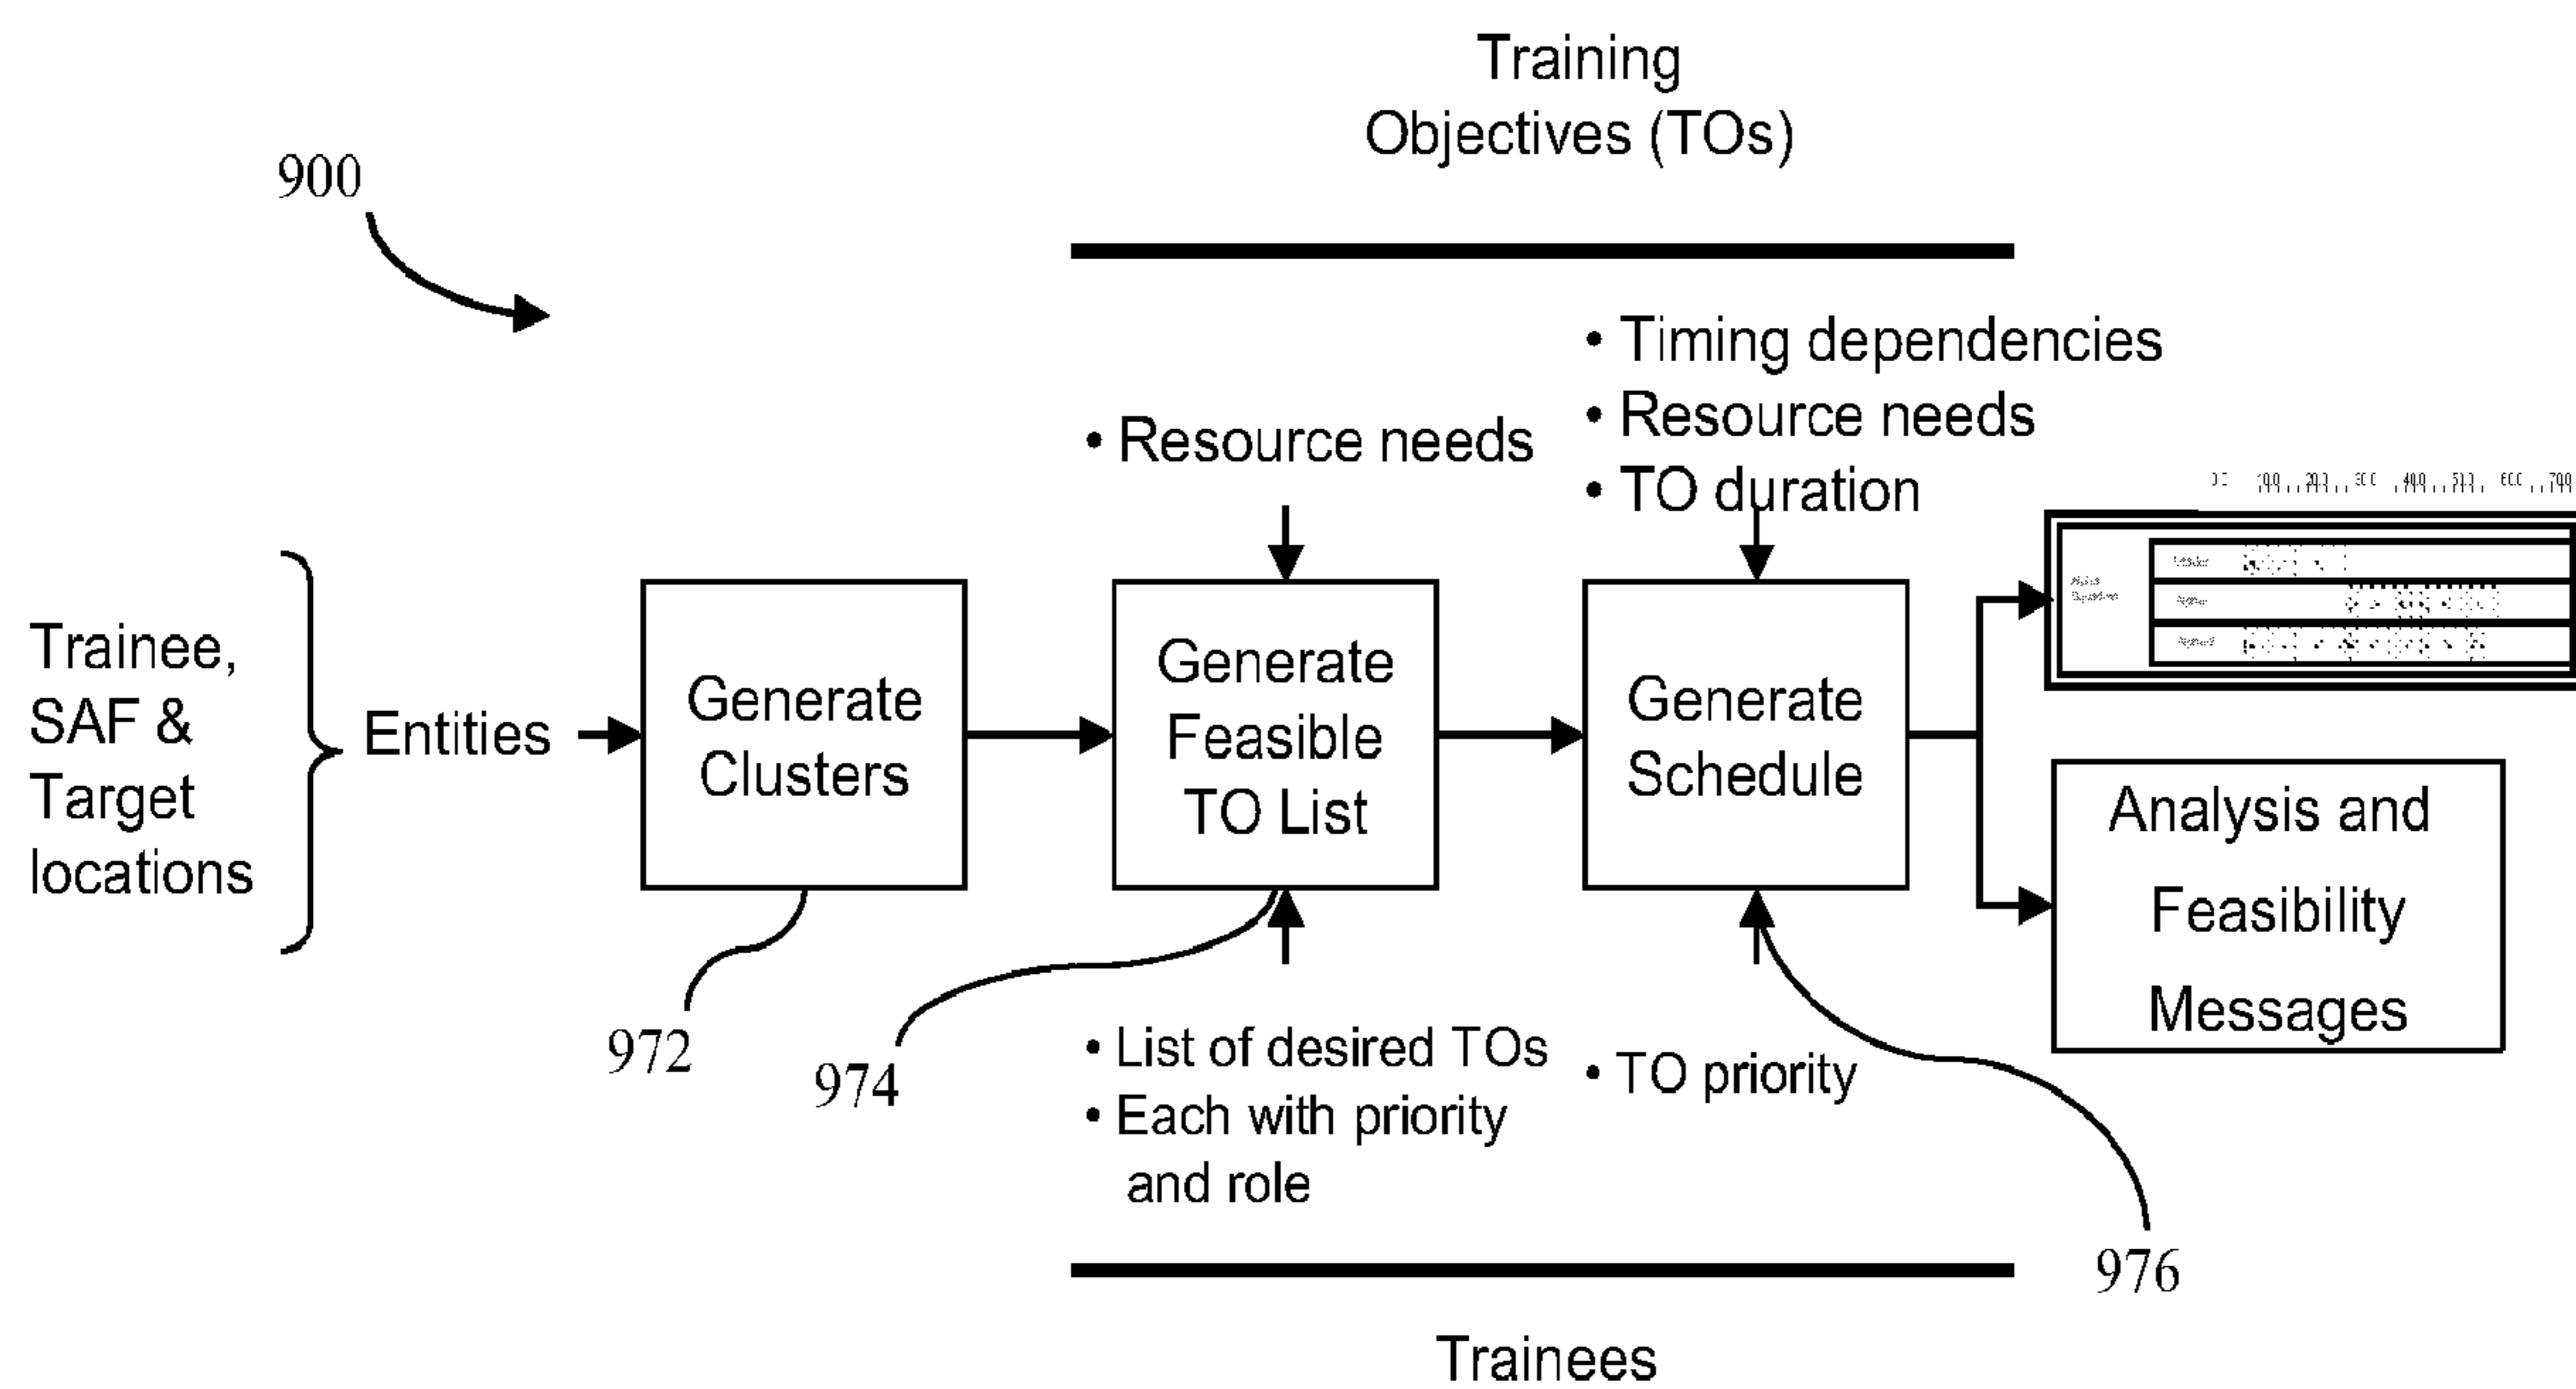 Training
Objectives (TOs)
900
• Timing dependencies
• Resource needs
• TO duration
• Resource needs
Trainee,
SAF &
Target
locations
Entities
Generate
Clusters
Generate
Feasible
TO List
Generate
Schedule
Leader
Analysis and
Feasibility
Messages
972
974
• List of desired TOs
• Each with priority
and role
• TO priority
976
Trainees